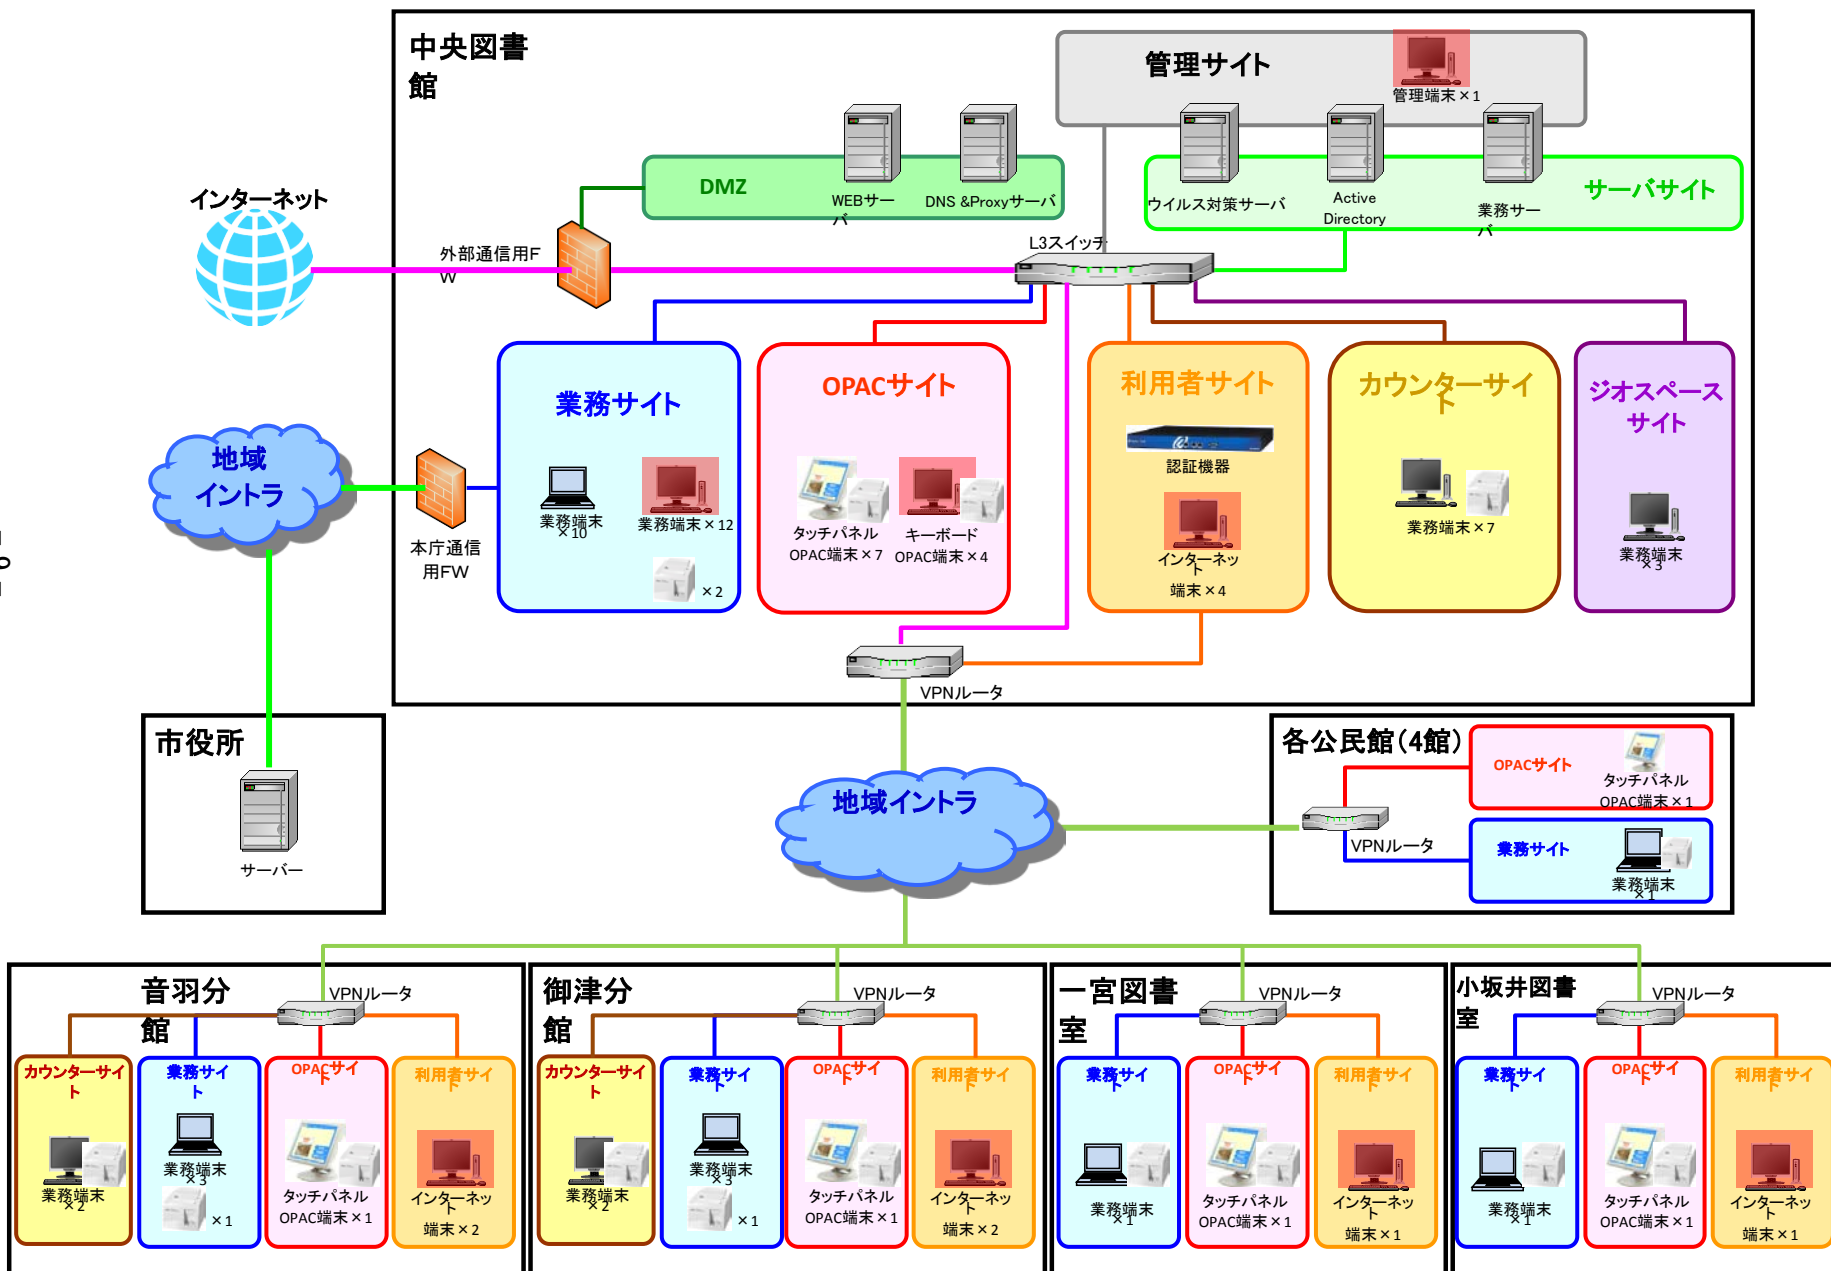 中央図書
館
管理サイト
管理端末×1
DMZ
WEBサー
バ
DNS &Proxyサーバ
ウイルス対策サーバ
Active
Directory
業務サー
バ
サーバサイト
インターネット
外部通信用F
W
L3スイッチ
業務サイト
業務端末
×10
業務端末×12
×2
OPACサイト
タッチパネル
OPAC端末×7
キーボード
OPAC端末×4
利用者サイト
認証機器
インターネッ
ト
端末×4
カウンターサイ
ト
業務端末×7
ジオスペース
サイト
業務端末
×3
地域
イントラ
本庁通信
用FW
VPNルータ
市役所
サーバー
地域イントラ
各公民館(4館)
VPNルータ
OPACサイト
タッチパネル
OPAC端末×1
業務サイト
業務端末
×1
音羽分
館
VPNルータ
カウンターサイ
ト
業務端末
×2
業務サイ
ト
業務端末
×3
×1
OPACサイ
ト
タッチパネル
OPAC端末×1
利用者サイ
ト
インターネッ
ト
端末×2
御津分
館
VPNルータ
カウンターサイ
ト
業務端末
×2
業務サイ
ト
業務端末
×3
×1
OPACサイ
ト
タッチパネル
OPAC端末×1
利用者サイ
ト
インターネッ
ト
端末×2
一宮図書
室
VPNルータ
業務サイ
ト
業務端末
×1
OPACサイ
ト
タッチパネル
OPAC端末×1
利用者サイ
ト
インターネッ
ト
端末×1
小坂井図書
室
VPNルータ
業務サイ
ト
業務端末
×1
OPACサイ
ト
タッチパネル
OPAC端末×1
利用者サイ
ト
インターネッ
ト
端末×1